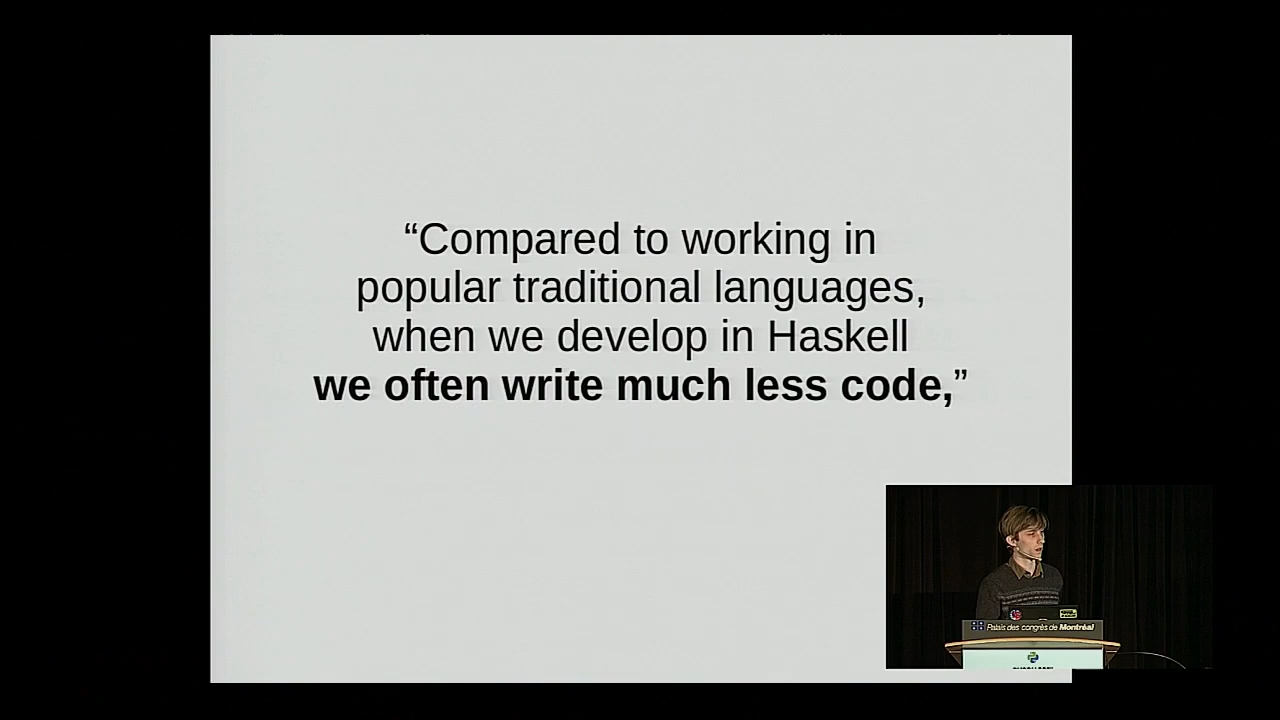 “Compared to working in
popular traditional languages,
when we develop in Haskell
we often write much less code,”
Palais des congrès de Montréal